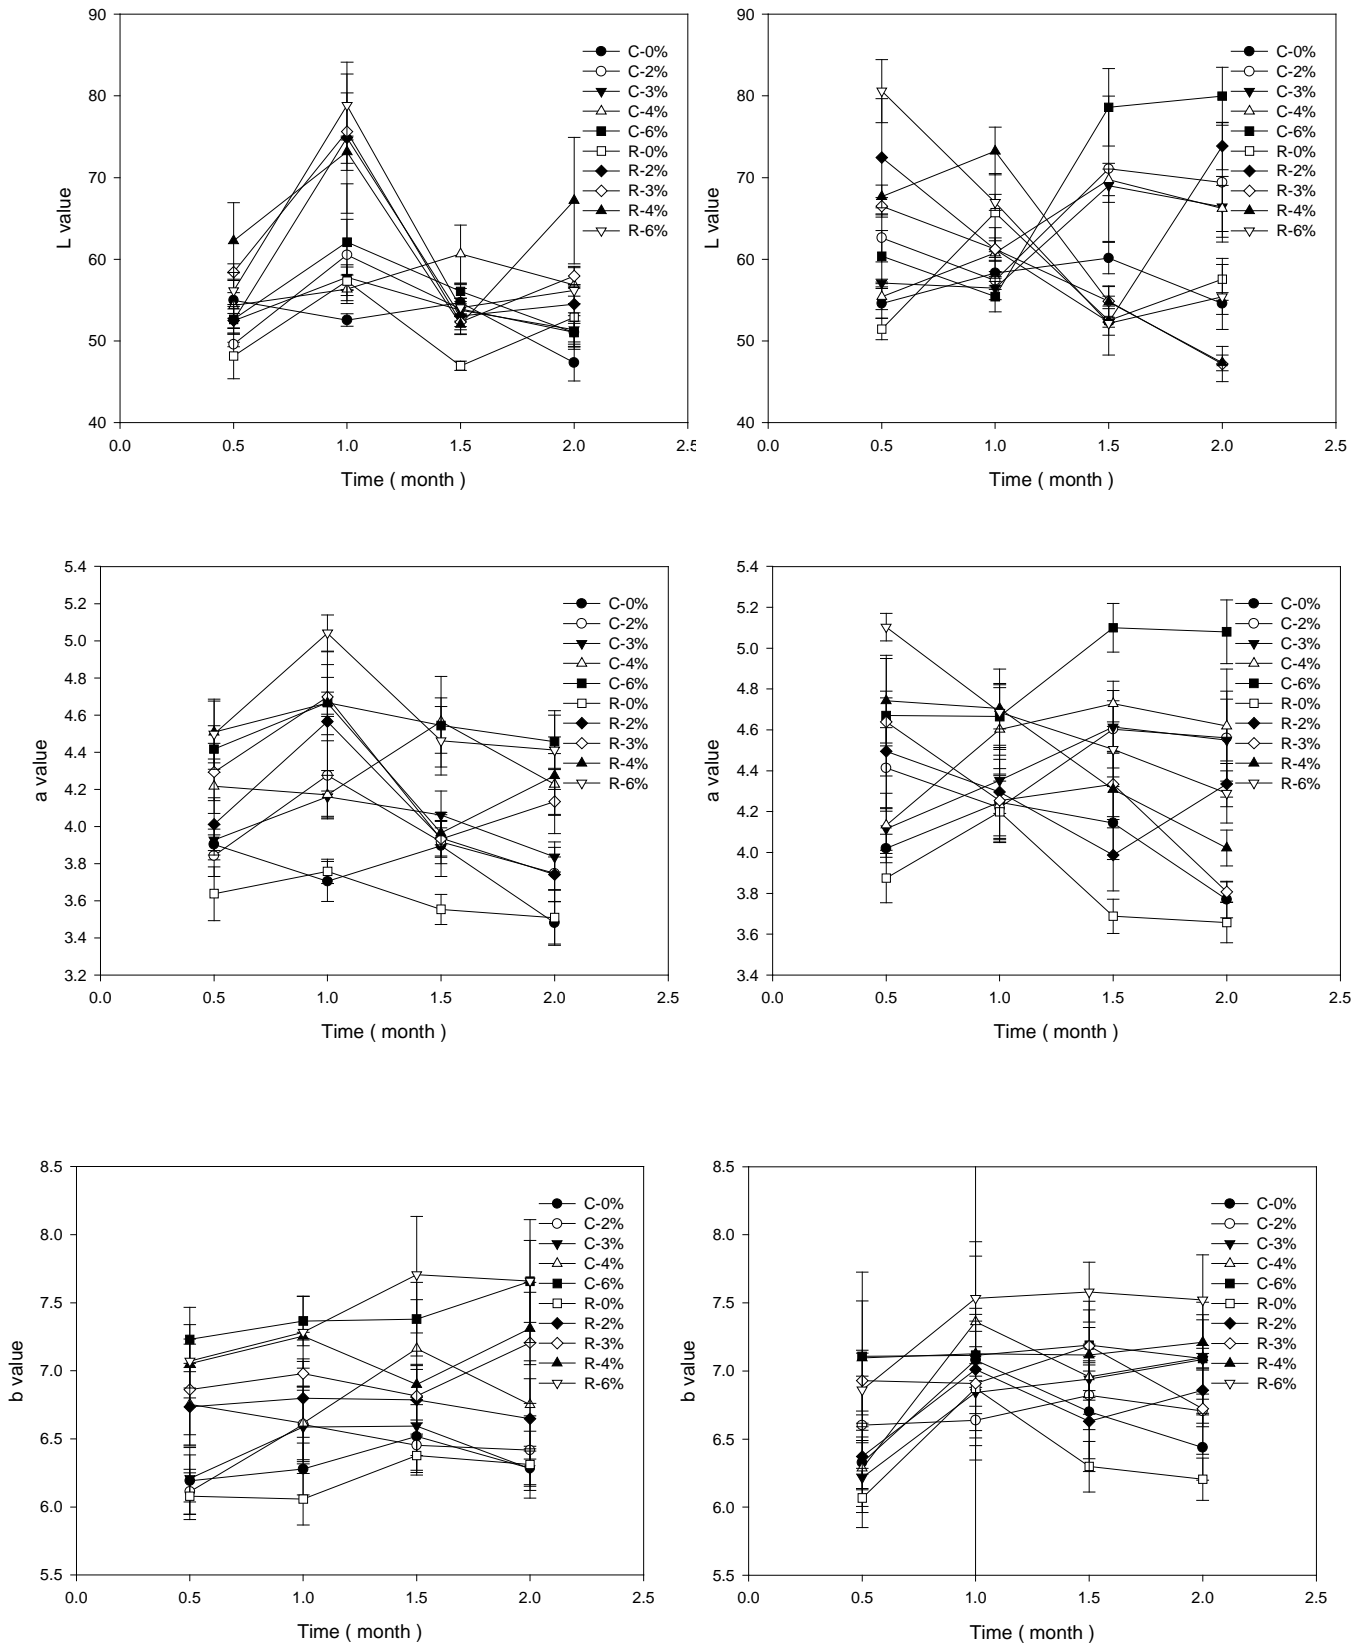 90
80
70
60
50
40
L value
0.0 0.5 1.0 1.5 2.0 2.5
Time ( month )
C-0%
C-2%
C-3%
C-4%
C-6%
R-0%
R-2%
R-3%
R-4%
R-6%
90
80
70
60
50
40
L value
0.0 0.5 1.0 1.5 2.0 2.5
Time ( month )
C-0%
C-2%
C-3%
C-4%
C-6%
R-0%
R-2%
R-3%
R-4%
R-6%
5.4
5.2
5.0
4.8
4.6
4.4
4.2
4.0
3.8
3.6
3.4
3.2
a value
0.0 0.5 1.0 1.5 2.0 2.5
Time ( month )
C-0%
C-2%
C-3%
C-4%
C-6%
R-0%
R-2%
R-3%
R-4%
R-6%
5.4
5.2
5.0
4.8
4.6
4.4
4.2
4.0
3.8
3.6
3.4
a value
0.0 0.5 1.0 1.5 2.0 2.5
Time ( month )
C-0%
C-2%
C-3%
C-4%
C-6%
R-0%
R-2%
R-3%
R-4%
R-6%
8.5
8.0
7.5
7.0
6.5
6.0
5.5
b value
0.0 0.5 1.0 1.5 2.0 2.5
Time ( month )
C-0%
C-2%
C-3%
C-4%
C-6%
R-0%
R-2%
R-3%
R-4%
R-6%
8.5
8.0
7.5
7.0
6.5
6.0
5.5
b value
0.0 0.5 1.0 1.5 2.0 2.5
Time ( month )
C-0%
C-2%
C-3%
C-4%
C-6%
R-0%
R-2%
R-3%
R-4%
R-6%